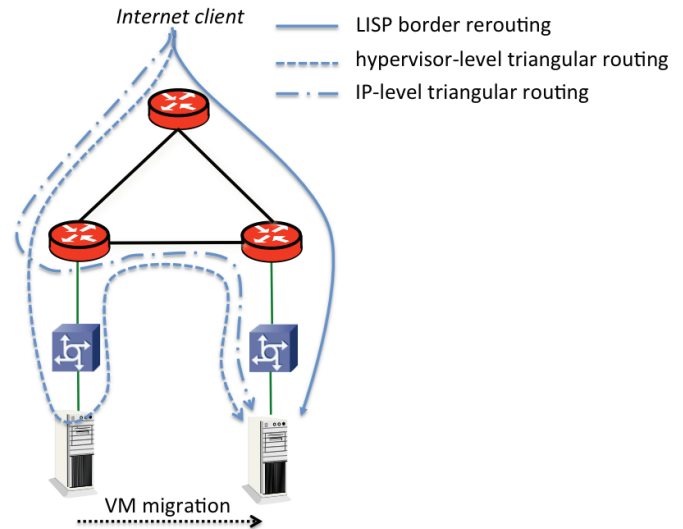 Internet client
LISP border rerouting
hypervisor-level triangular routing
IP-level triangular routing
VM migration